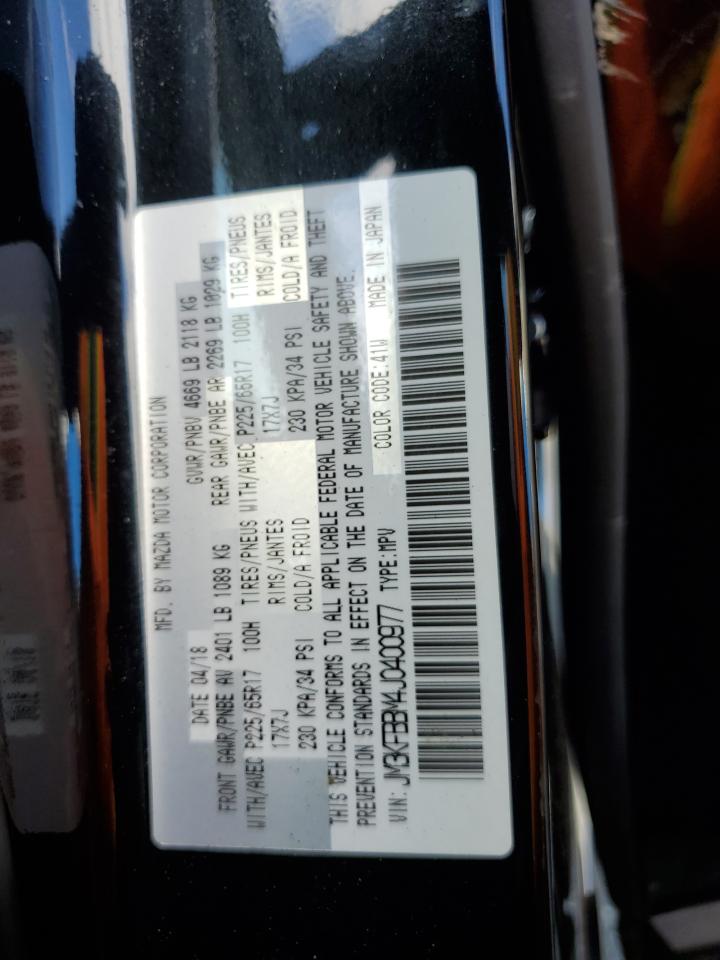 MFD. BY MAZDA MOTOR CORPORATION
DATE 04/18 GVWR/PNBV 4669 LB 2118 KG
FRONT GAWR/PNBE AV 2401 LB 1089 KG REAR GAWR/PNBE AR 2269 LB 1029 KG
WITH/AVEC P225/65R17 100H TIRES/PNEUS WITH/AVEC P225/65R17 100H TIRES/PNEUS
17X7J RIMS/JANTES 17X7J RIMS/JANTES
230 KPA/34 PSI COLD/A FROID 230 KPA/34 PSI COLD/A FROID
THIS VEHICLE CONFORMS TO ALL APPLICABLE FEDERAL MOTOR VEHICLE SAFETY AND THEFT
PREVENTION STANDARDS IN EFFECT ON THE DATE OF MANUFACTURE SHOWN ABOVE.
VIN: JM3KFBBM4J0400977 TYPE:MPV COLOR CODE:41W MADE IN JAPAN